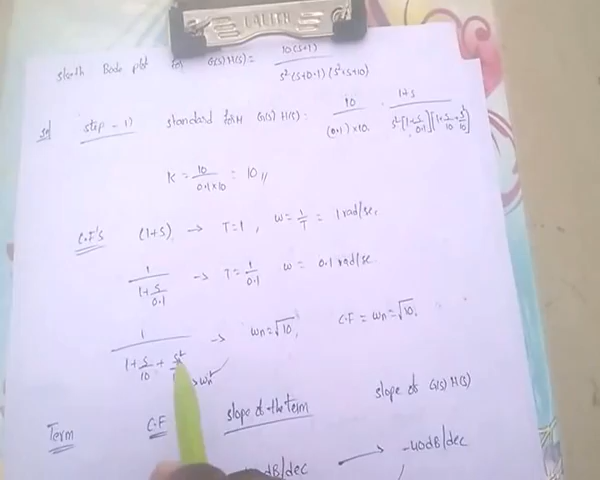 Sketch Bode plot for G(s)H(s) = 10(s+1) / s²(s+0.1)(s²+s+10)
Sol step-1) standard form G(s)H(s): 10 / (0.1)×10 · 1+s / s²[1+s/0.1][1+s/10+s²/10]
K = 10 / 0.1×10 = 10 //
C.F's (1+s) → T=1, ω=1/T = 1 rad/sec
1 / 1+s/0.1 → T=1/0.1 ω = 0.1 rad/sec
1 / 1+s/10+s² → ωn=√10, C.F = ωn=√10,
ωn²
Term C.F slope of the term slope of G(s)H(s)
dB/dec → -40dB/dec